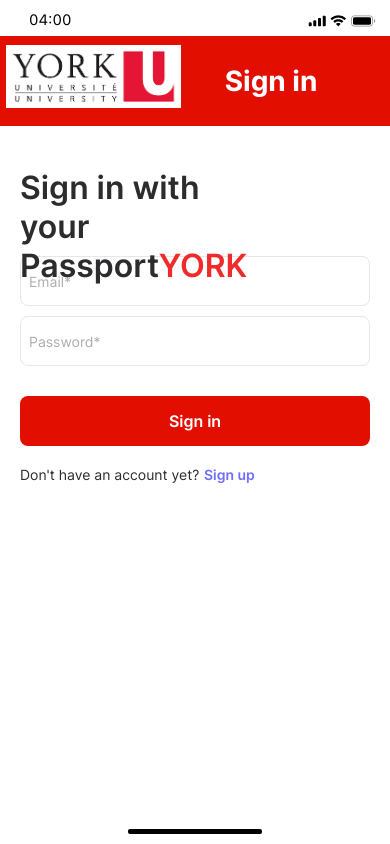 04:00
YORK
UNIVERSITÉ
UNIVERSITY
U
Sign in
Sign in with
your
PassportYORK
Email*
Password*
Sign in
Don't have an account yet? Sign up